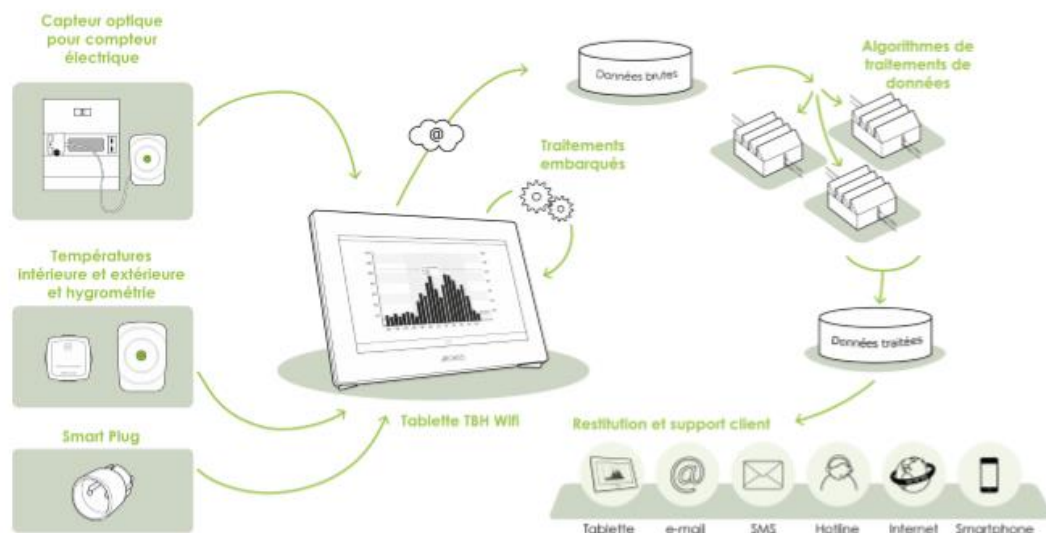 Capteur optique
pour compteur
électrique
Températures
intérieure et extérieure
et hygrométrie
Smart Plug
@
Traitements
embarqués
Tablette TBH Wifi
Données brutes
Algorithmes de
traitements de
données
Données traitées
Restitution et support client
@
Tablette
e-mail
SMS
Hotline
Internet
Smartphone